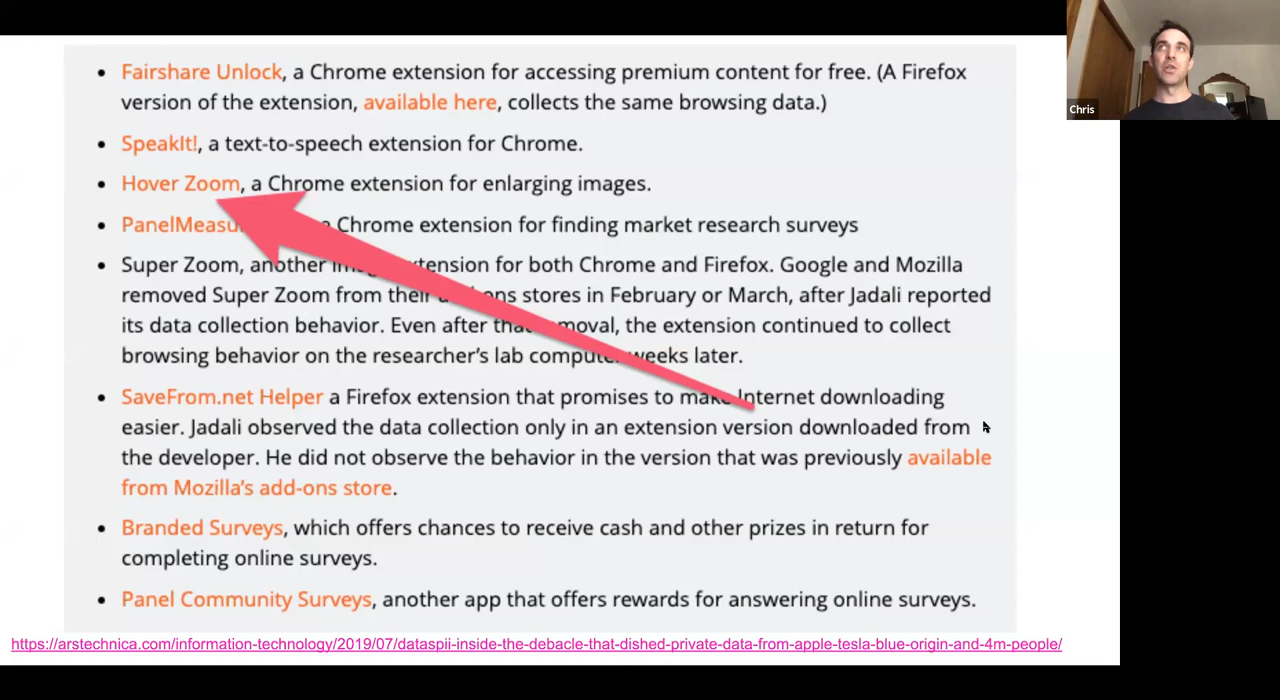 Fairshare Unlock, a Chrome extension for accessing premium content for free. (A Firefox
version of the extension, available here, collects the same browsing data.)
SpeakIt!, a text-to-speech extension for Chrome.
Hover Zoom, a Chrome extension for enlarging images.
Chrome extension for finding market research surveys
Super Zoom, another extension for both Chrome and Firefox. Google and Mozilla
removed Super Zoom from their stores in February or March, after Jadali reported
its data collection behavior. Even after that removal, the extension continued to collect
browsing behavior on the researcher's lab computer weeks later.
SaveFrom.net Helper a Firefox extension that promises to make Internet downloading
easier. Jadali observed the data collection only in an extension version downloaded from
the developer. He did not observe the behavior in the version that was previously available
from Mozilla's add-ons store.
Branded Surveys, which offers chances to receive cash and other prizes in return for
completing online surveys.
Panel Community Surveys, another app that offers rewards for answering online surveys.
https://arstechnica.com/information-technology/2019/07/dataspii-inside-the-debacle-that-dished-private-data-from-apple-tesla-blue-origin-and-4m-people/
Chris